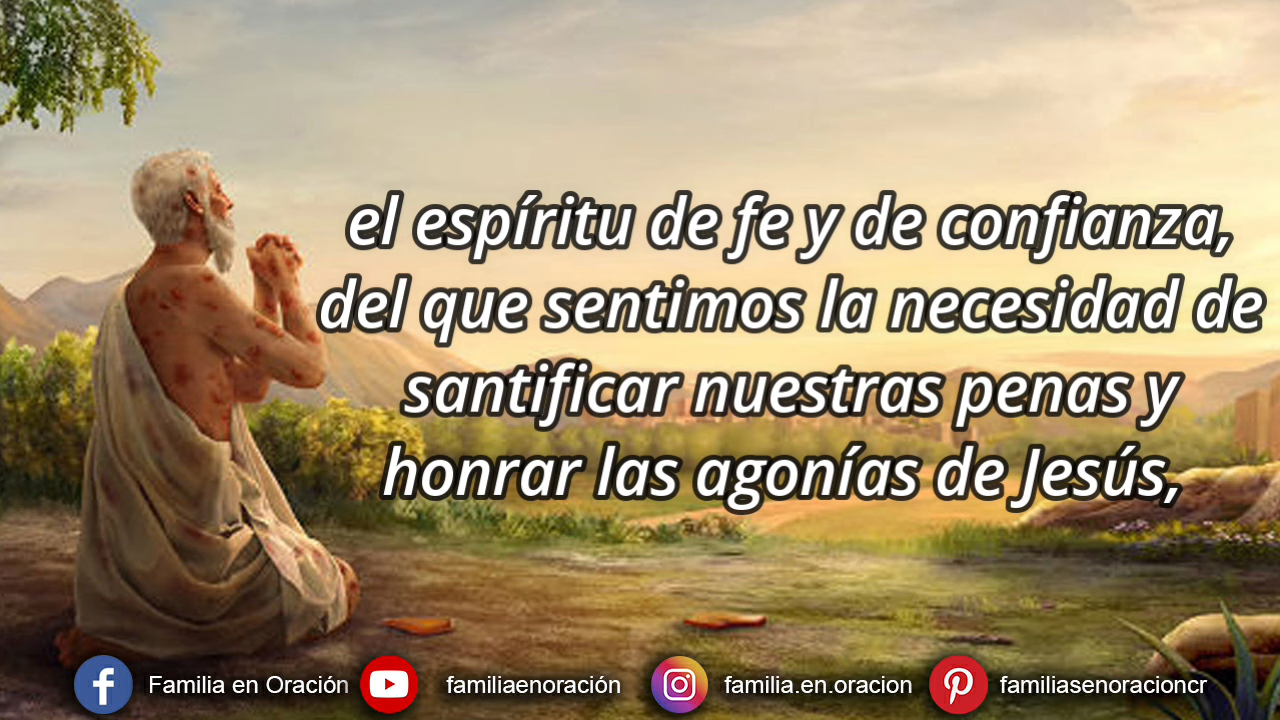 el espíritu de fe y de confianza,
del que sentimos la necesidad de
santificar nuestras penas y
honrar las agonías de Jesús,
Familia en Oración familiaenoración familia.en.oracion familiasenoracioncr